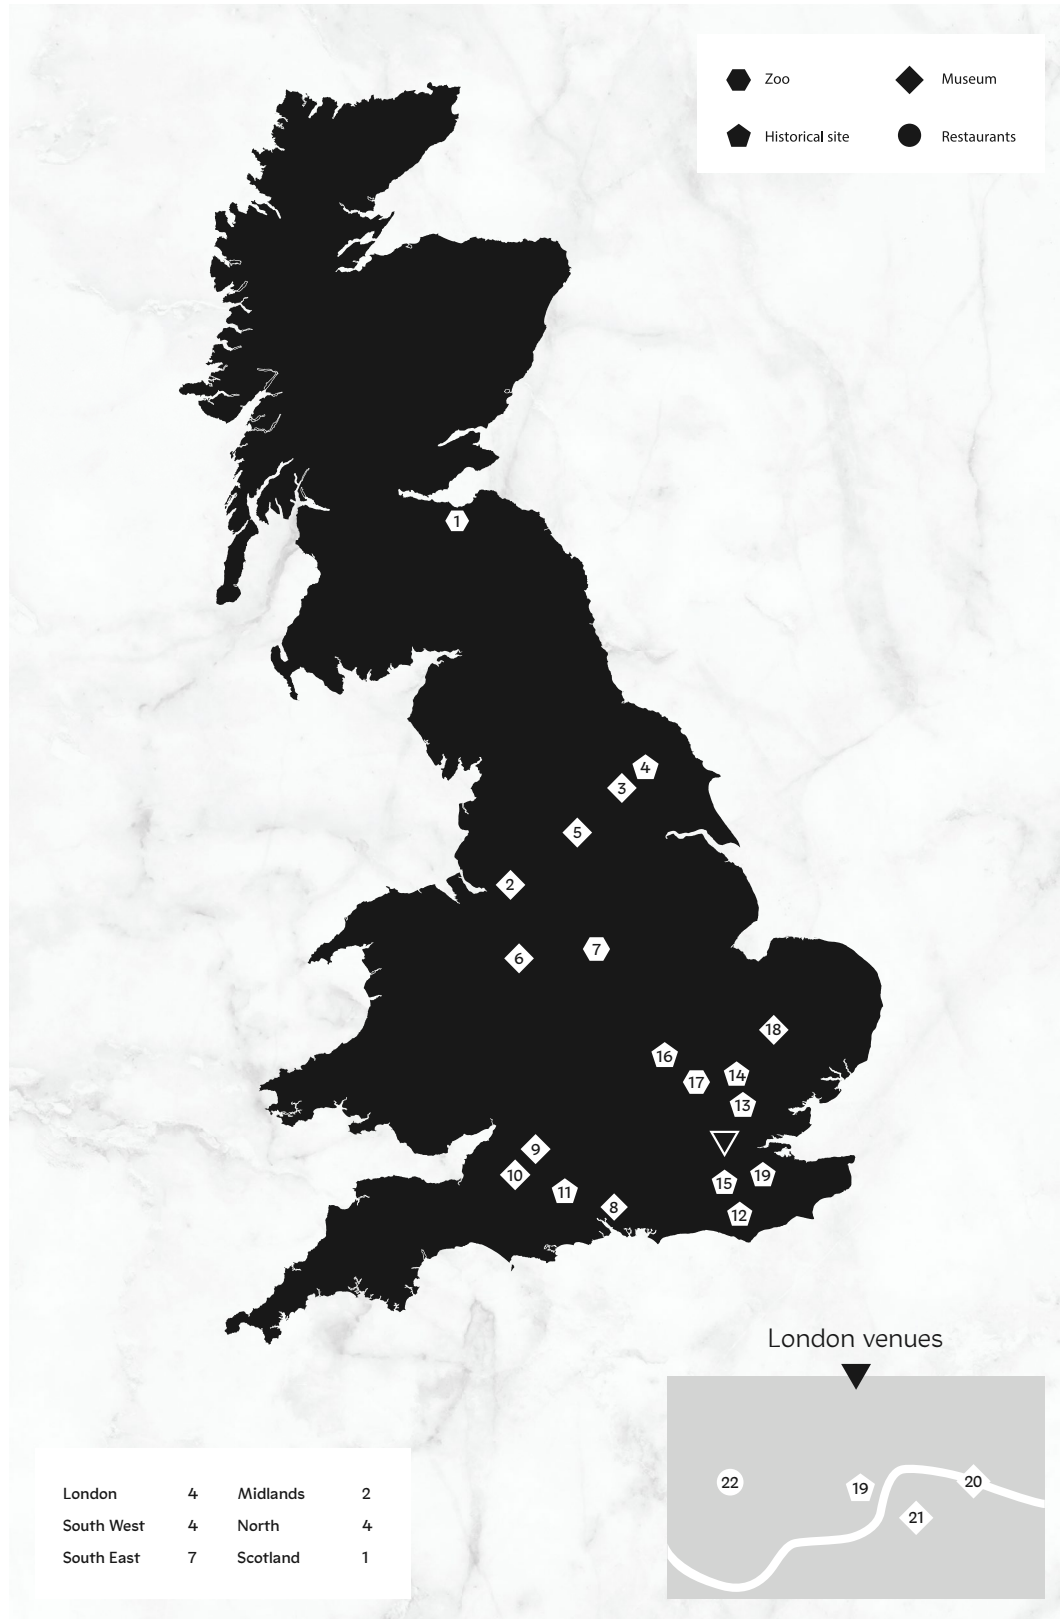 Zoo
Museum
Historical site
Restaurants
1
4
3
5
2
7
6
18
16
14
17
13
9
10
19
15
11
8
12
London venues
22
19
20
21
London 4 Midlands 2
South West 4 North 4
South East 7 Scotland 1